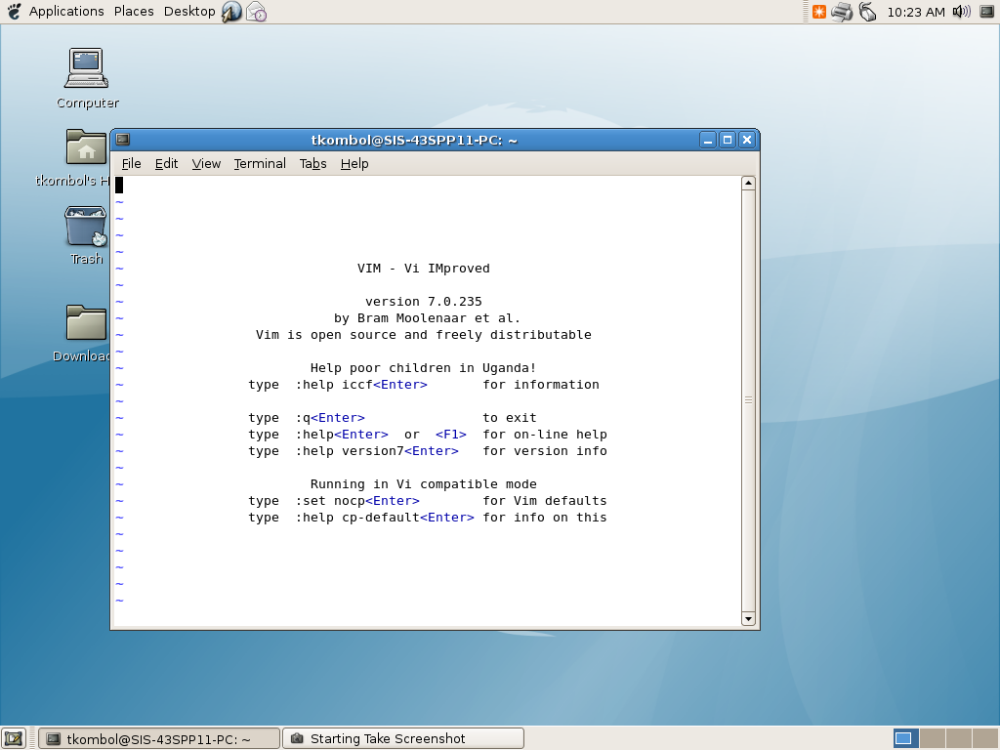 Applications Places Desktop
10:23 AM
Computer
tkombol's H
Trash
Downloac
tkombol@SIS-43SPP11-PC: ~
File Edit View Terminal Tabs Help
~
~
~
~
~ VIM - Vi IMproved
~
~ version 7.0.235
~ by Bram Moolenaar et al.
~ Vim is open source and freely distributable
~
~ Help poor children in Uganda!
~ type :help iccf<Enter> for information
~
~ type :q<Enter> to exit
~ type :help<Enter> or <F1> for on-line help
~ type :help version7<Enter> for version info
~
~ Running in Vi compatible mode
~ type :set nocp<Enter> for Vim defaults
~ type :help cp-default<Enter> for info on this
~
~
~
~
~
tkombol@SIS-43SPP11-PC: ~
Starting Take Screenshot